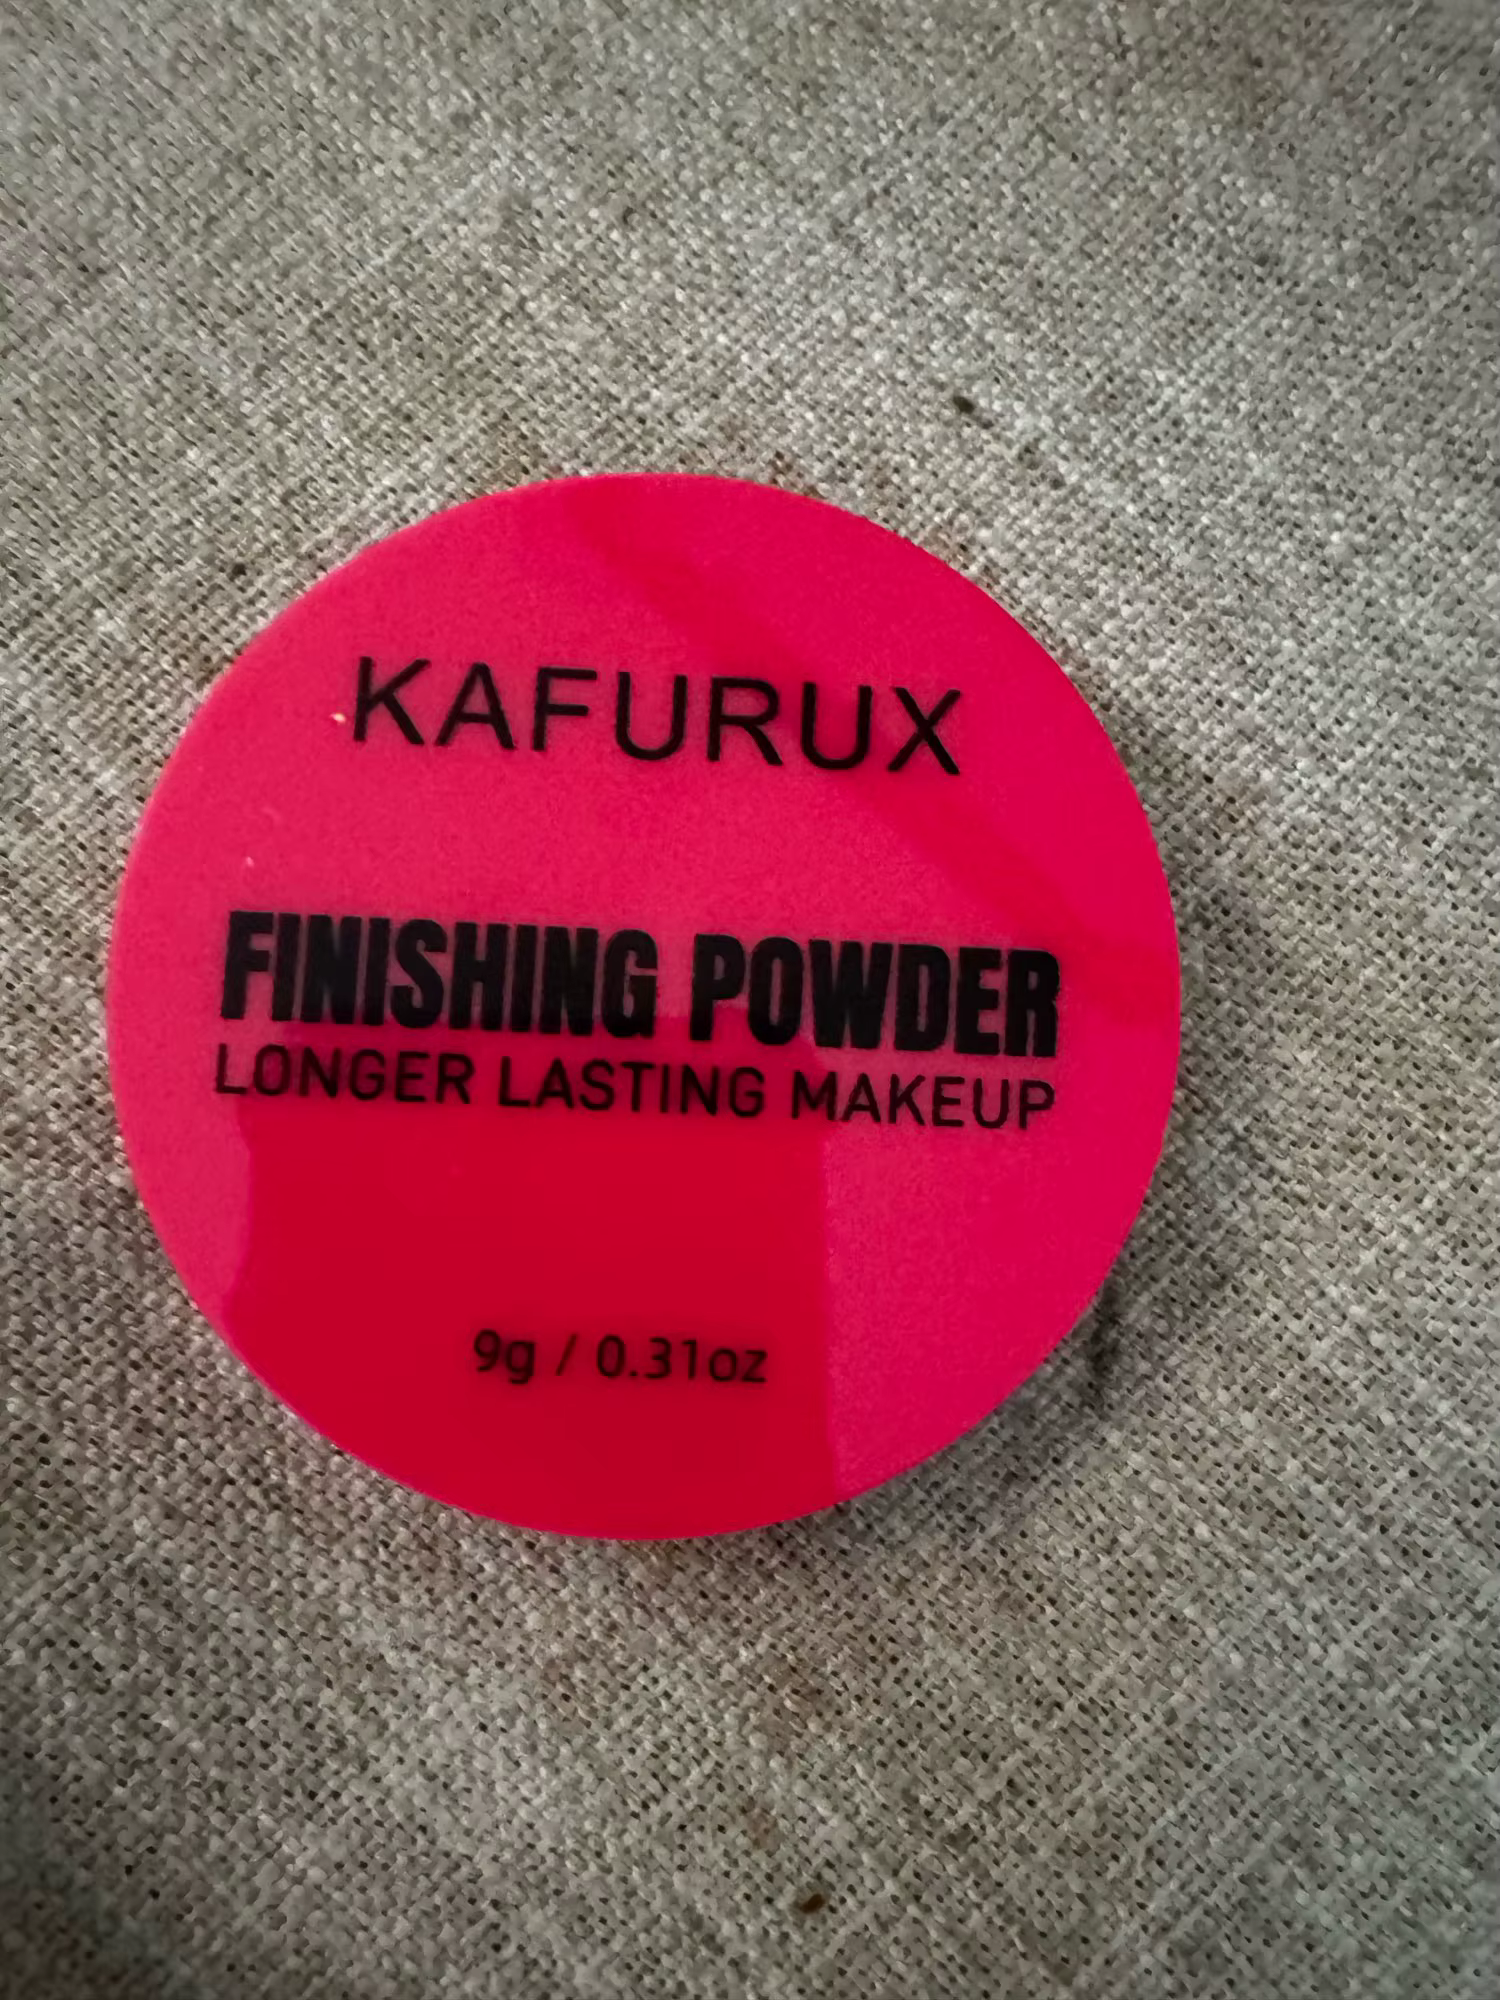 KAFURUX
FINISHING POWDER
LONGER LASTING MAKEUP
9g / 0.31oz